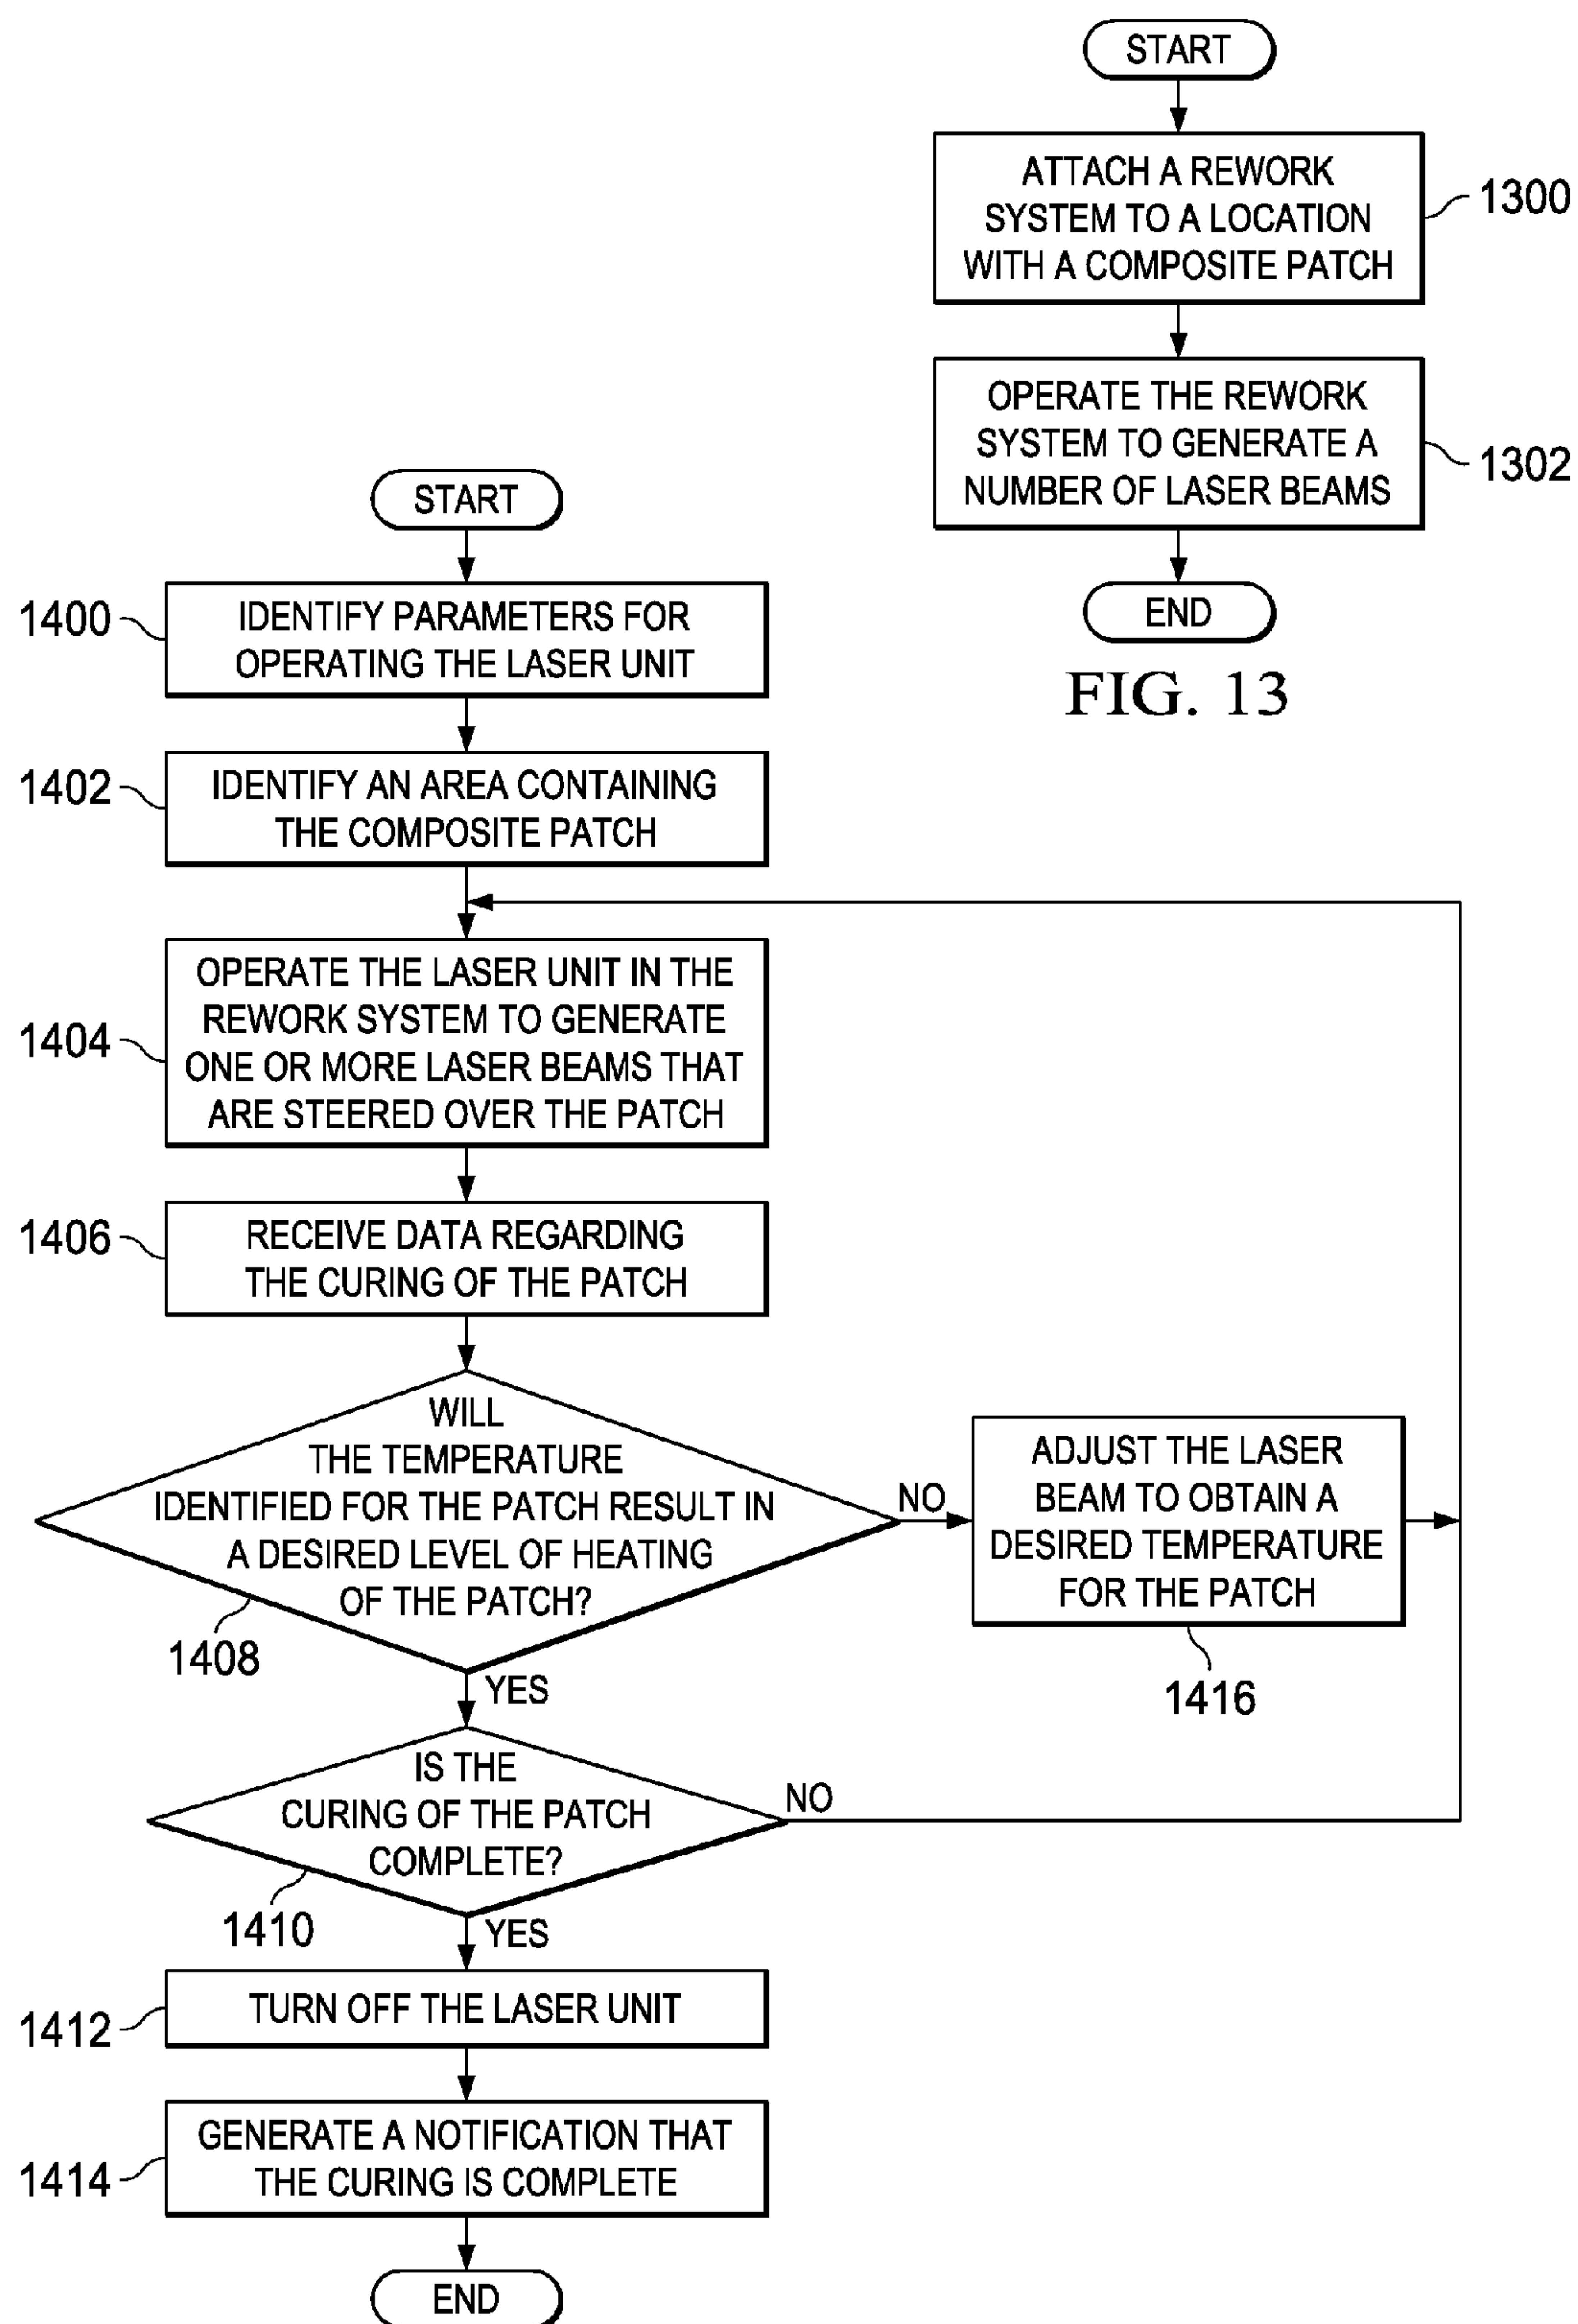 START
ATTACH A REWORK
SYSTEM TO A LOCATION
WITH A COMPOSITE PATCH
1300
OPERATE THE REWORK
SYSTEM TO GENERATE A
NUMBER OF LASER BEAMS
1302
END
FIG. 13
START
1400
IDENTIFY PARAMETERS FOR
OPERATING THE LASER UNIT
1402
IDENTIFY AN AREA CONTAINING
THE COMPOSITE PATCH
1404
OPERATE THE LASER UNIT IN THE
REWORK SYSTEM TO GENERATE
ONE OR MORE LASER BEAMS THAT
ARE STEERED OVER THE PATCH
1406
RECEIVE DATA REGARDING
THE CURING OF THE PATCH
WILL
THE TEMPERATURE
IDENTIFIED FOR THE PATCH RESULT IN
A DESIRED LEVEL OF HEATING
OF THE PATCH?
1408
NO
ADJUST THE LASER
BEAM TO OBTAIN A
DESIRED TEMPERATURE
FOR THE PATCH
1416
YES
IS THE
CURING OF THE PATCH
COMPLETE?
1410
NO
YES
1412
TURN OFF THE LASER UNIT
1414
GENERATE A NOTIFICATION THAT
THE CURING IS COMPLETE
END